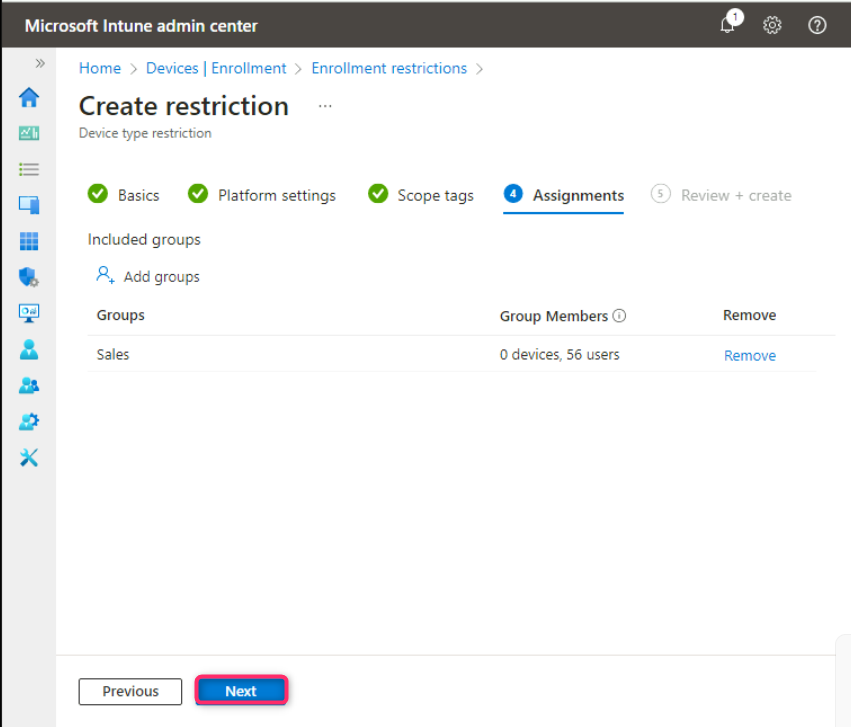 Microsoft Intune admin center
1
Home > Devices | Enrollment > Enrollment restrictions >
Create restriction ...
Device type restriction
Basics Platform settings Scope tags 4 Assignments 5 Review + create
Included groups
Add groups
Groups Group Members Remove
Sales 0 devices, 56 users Remove
Previous Next